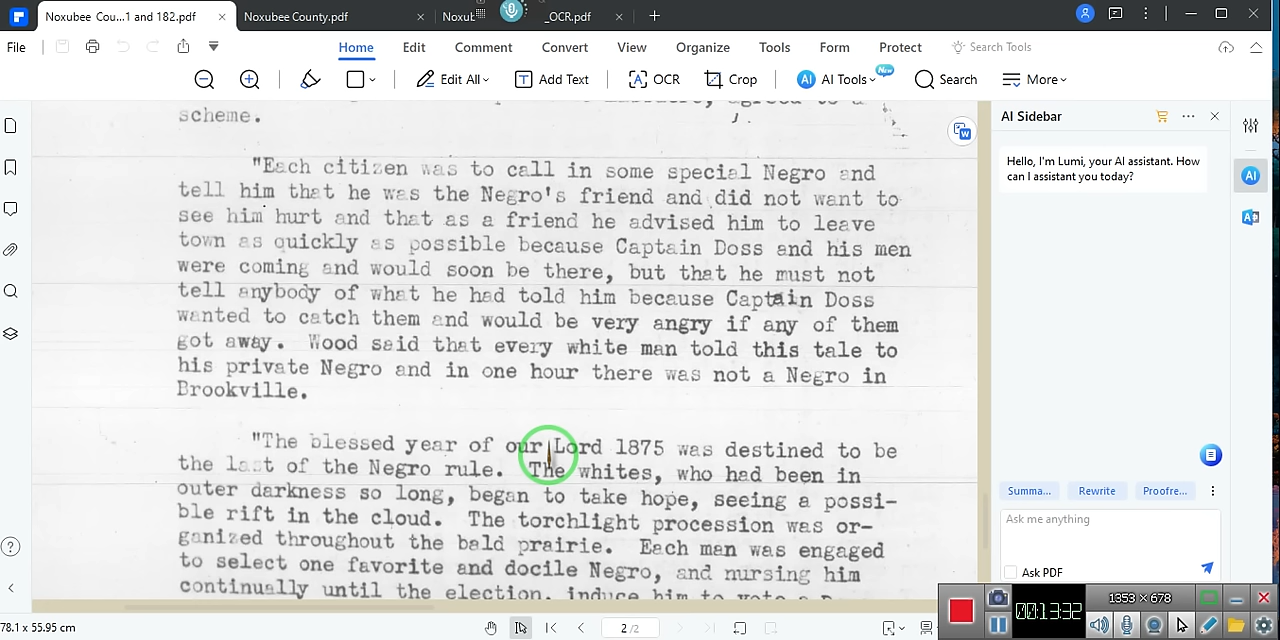 Noxubee Cou...1 and 182.pdf
Noxubee County.pdf
Noxub
_OCR.pdf
File
Home
Edit
Comment
Convert
View
Organize
Tools
Form
Protect
Search Tools
Edit All
Add Text
OCR
Crop
AI Tools
New
Search
More
scheme.
"Each citizen was to call in some special Negro and
tell him that he was the Negro's friend and did not want to
see him hurt and that as a friend he advised him to leave
town as quickly as possible because Captain Doss and his men
were coming and would soon be there, but that he must not
tell anybody of what he had told him because Captain Doss
wanted to catch them and would be very angry if any of them
got away. Wood said that every white man told this tale to
his private Negro and in one hour there was not a Negro in
Brookville.
"The blessed year of our Lord 1875 was destined to be
the last of the Negro rule. The whites, who had been in
outer darkness so long, began to take hope, seeing a possi-
ble rift in the cloud. The torchlight procession was or-
ganized throughout the bald prairie. Each man was engaged
to select one favorite and docile Negro, and nursing him
continually until the election, induce him to vote a
AI Sidebar
Hello, I'm Lumi, your AI assistant. How
can I assistant you today?
Summa...
Rewrite
Proofre...
Ask me anything
Ask PDF
78.1 x 55.95 cm
2 /2
1353 × 678
00:13:32